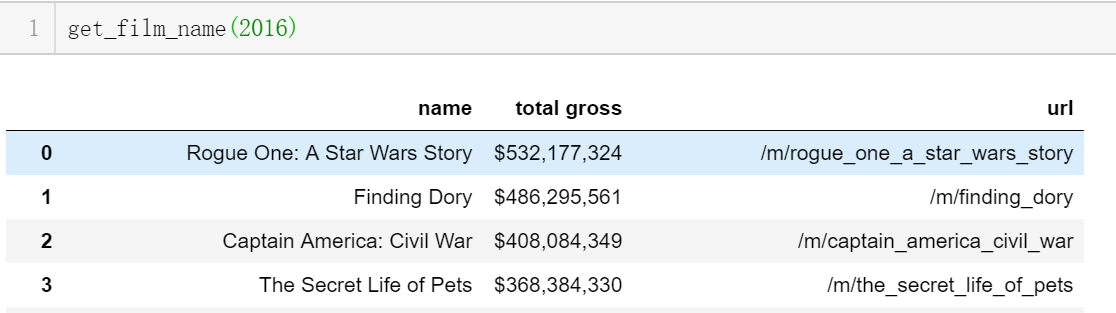 1 get_film_name(2016)
name total gross url
0 Rogue One: A Star Wars Story $532,177,324 /m/rogue_one_a_star_wars_story
1 Finding Dory $486,295,561 /m/finding_dory
2 Captain America: Civil War $408,084,349 /m/captain_america_civil_war
3 The Secret Life of Pets $368,384,330 /m/the_secret_life_of_pets